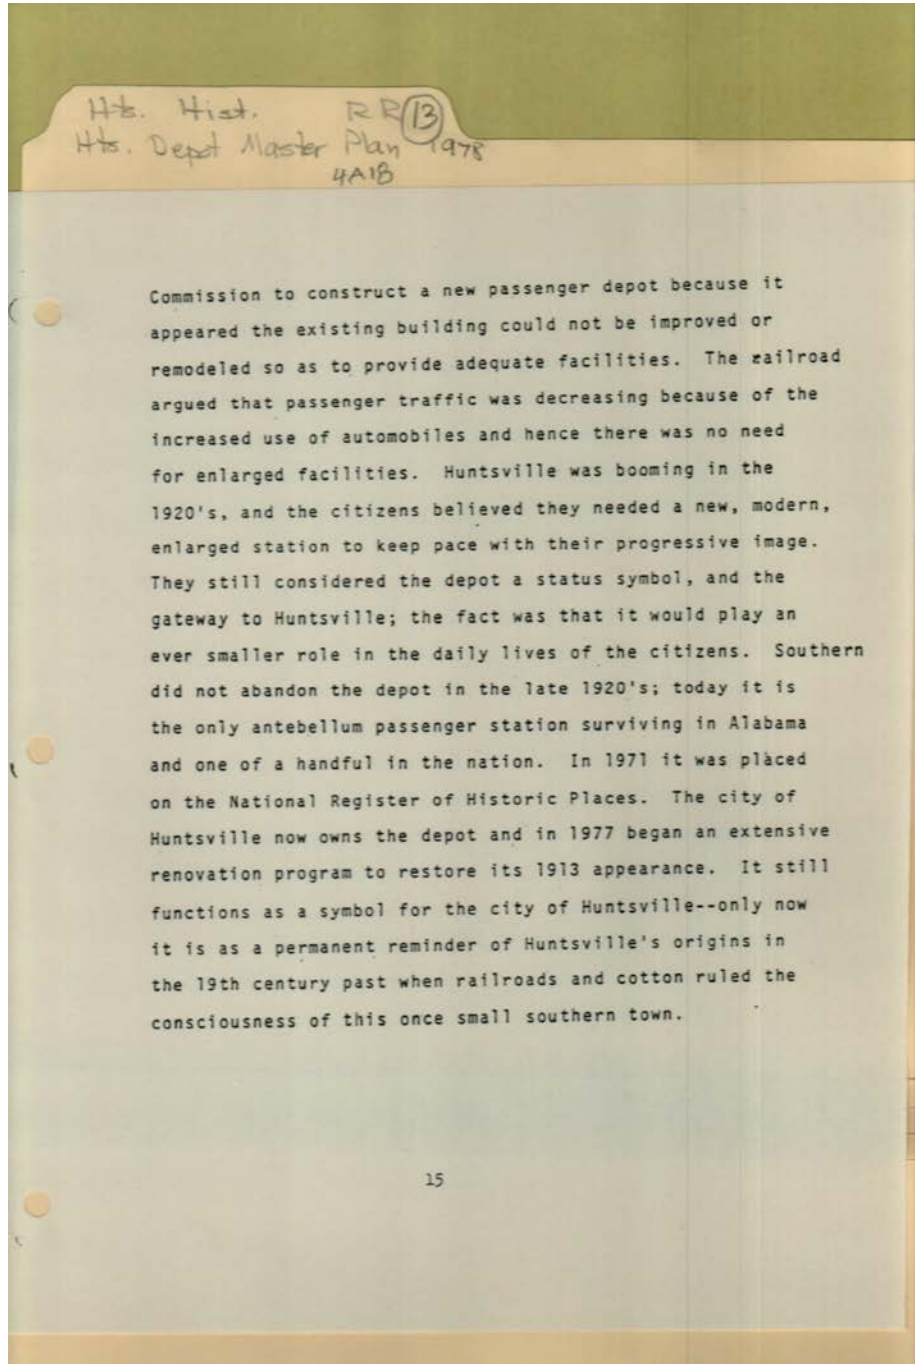 Hts. Hist. RR 13
Hts. Depot Master Plan 1978
4A1B
Commission to construct a new passenger depot because it
appeared the existing building could not be improved or
remodeled so as to provide adequate facilities. The railroad
argued that passenger traffic was decreasing because of the
increased use of automobiles and hence there was no need
for enlarged facilities. Huntsville was booming in the
1920's, and the citizens believed they needed a new, modern,
enlarged station to keep pace with their progressive image.
They still considered the depot a status symbol, and the
gateway to Huntsville; the fact was that it would play an
ever smaller role in the daily lives of the citizens. Southern
did not abandon the depot in the late 1920's; today it is
the only antebellum passenger station surviving in Alabama
and one of a handful in the nation. In 1971 it was placed
on the National Register of Historic Places. The city of
Huntsville now owns the depot and in 1977 began an extensive
renovation program to restore its 1913 appearance. It still
functions as a symbol for the city of Huntsville--only now
it is as a permanent reminder of Huntsville's origins in
the 19th century past when railroads and cotton ruled the
consciousness of this once small southern town.
15